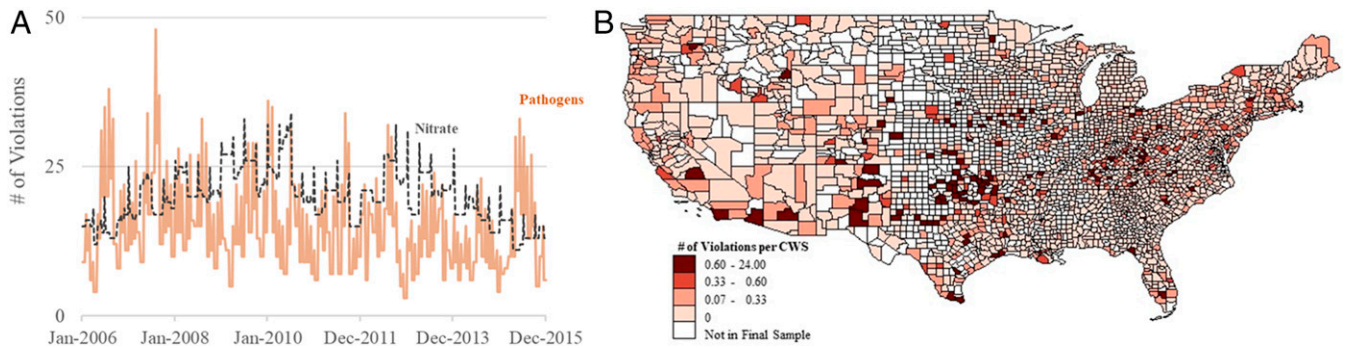 A
# of Violations
50
25
0
Pathogens
Nitrate
Jan-2006
Jan-2008
Jan-2010
Dec-2011
Dec-2013
Dec-2015
B
# of Violations per CWS
0.60 - 24.00
0.33 - 0.60
0.07 - 0.33
0
Not in Final Sample